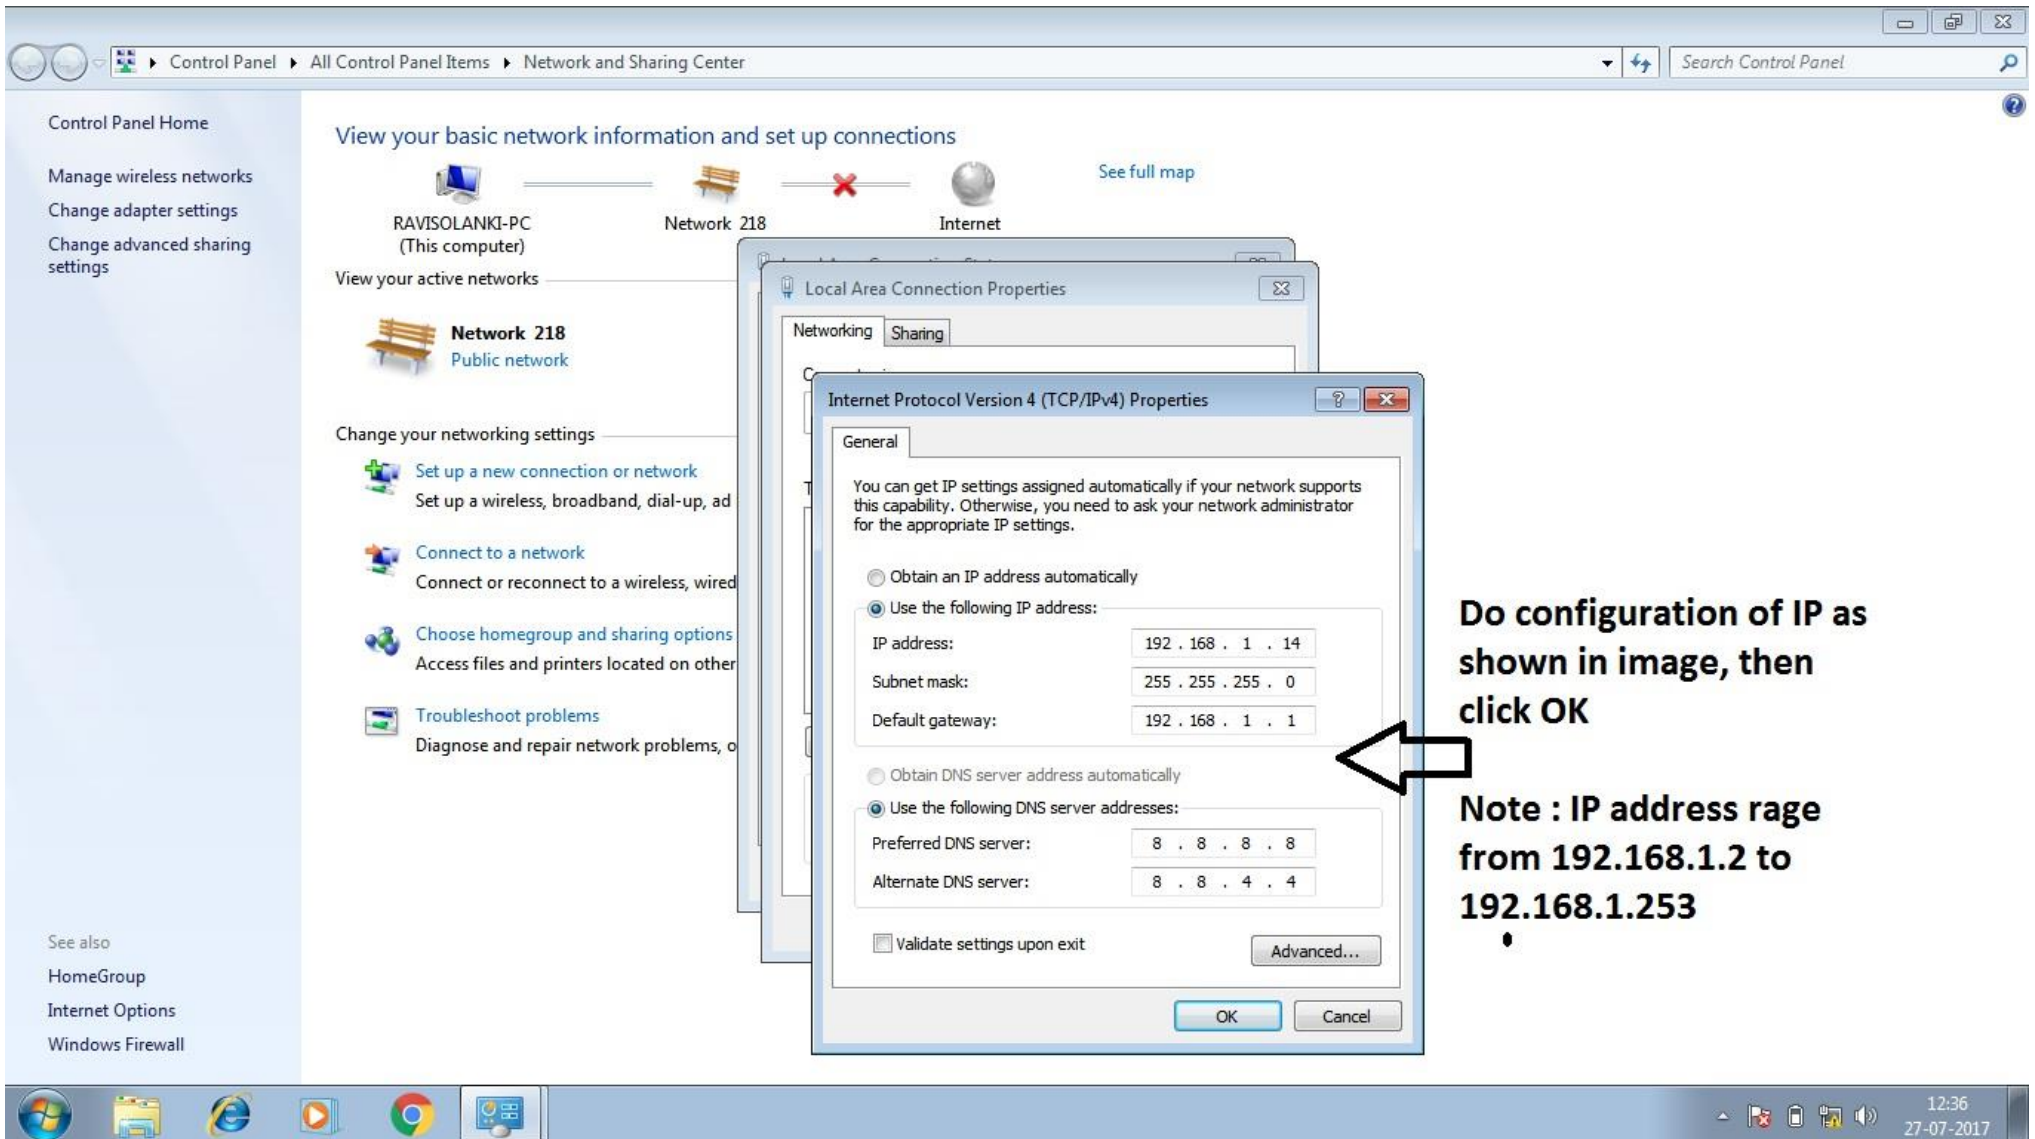 Control Panel
All Control Panel Items
Network and Sharing Center
Search Control Panel
Control Panel Home
Manage wireless networks
Change adapter settings
Change advanced sharing
settings
View your basic network information and set up connections
See full map
RAVISOLANKI-PC
(This computer)
Network 218
Internet
View your active networks
Network 218
Public network
Change your networking settings
Set up a new connection or network
Set up a wireless, broadband, dial-up, ad
Connect to a network
Connect or reconnect to a wireless, wired
Choose homegroup and sharing options
Access files and printers located on other
Troubleshoot problems
Diagnose and repair network problems, o
See also
HomeGroup
Internet Options
Windows Firewall
Local Area Connection Properties
Networking
Sharing
Internet Protocol Version 4 (TCP/IPv4) Properties
General
You can get IP settings assigned automatically if your network supports
this capability. Otherwise, you need to ask your network administrator
for the appropriate IP settings.
Obtain an IP address automatically
Use the following IP address:
IP address: 192 . 168 . 1 . 14
Subnet mask: 255 . 255 . 255 . 0
Default gateway: 192 . 168 . 1 . 1
Obtain DNS server address automatically
Use the following DNS server addresses:
Preferred DNS server: 8 . 8 . 8 . 8
Alternate DNS server: 8 . 8 . 4 . 4
Validate settings upon exit
Advanced...
OK
Cancel
Do configuration of IP as
shown in image, then
click OK
Note : IP address rage
from 192.168.1.2 to
192.168.1.253
12:36
27-07-2017